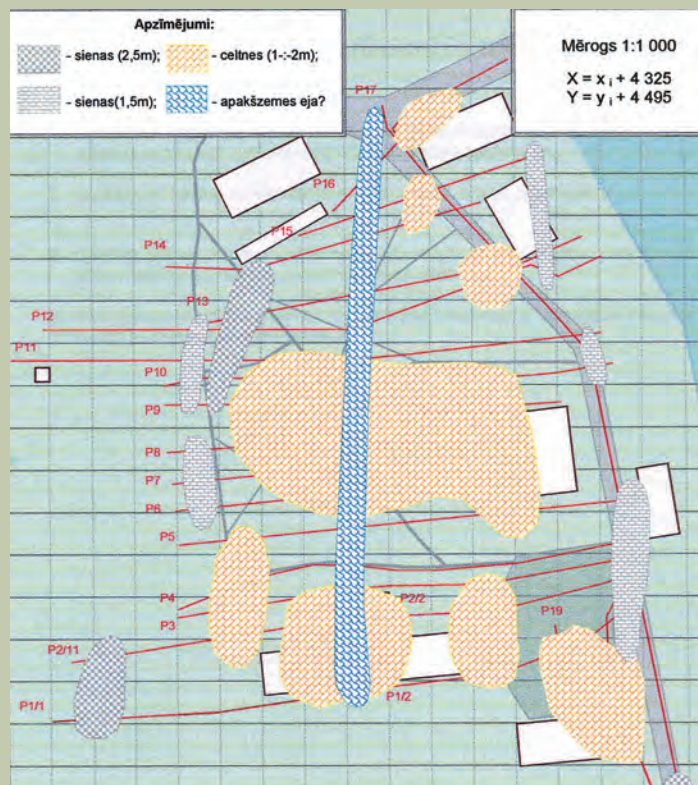 Apzīmējumi:
- sienas (2,5m);
- celtnes (1-:-2m);
- sienas(1,5m);
- apakšzemes eja?
Mērogs 1:1 000
X = x i + 4 325
Y = y i + 4 495
P17
P16
P15
P14
P13
P12
P11
P10
P9
P8
P7
P6
P5
P4
P3
P2/2
P19
P2/11
P1/1
P1/2